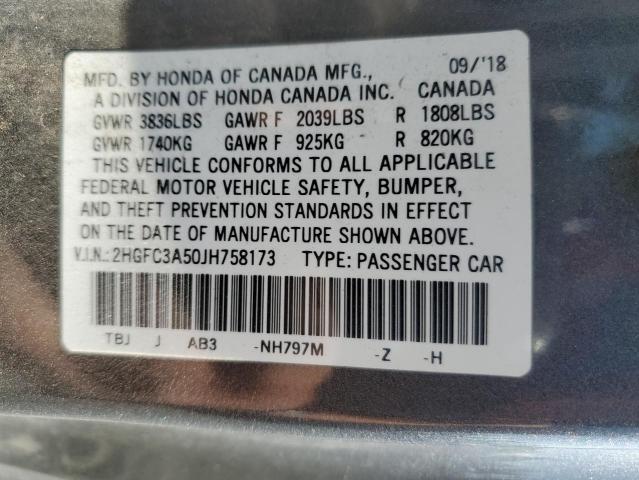 MFD. BY HONDA OF CANADA MFG., 09/'18
A DIVISION OF HONDA CANADA INC. CANADA
GVWR 3836LBS GAWR F 2039LBS R 1808LBS
GVWR 1740KG GAWR F 925KG R 820KG
THIS VEHICLE CONFORMS TO ALL APPLICABLE
FEDERAL MOTOR VEHICLE SAFETY, BUMPER,
AND THEFT PREVENTION STANDARDS IN EFFECT
ON THE DATE OF MANUFACTURE SHOWN ABOVE.
V.I.N.: 2HGFC3A50JH758173 TYPE: PASSENGER CAR
TBJ J AB3 -NH797M -Z -H